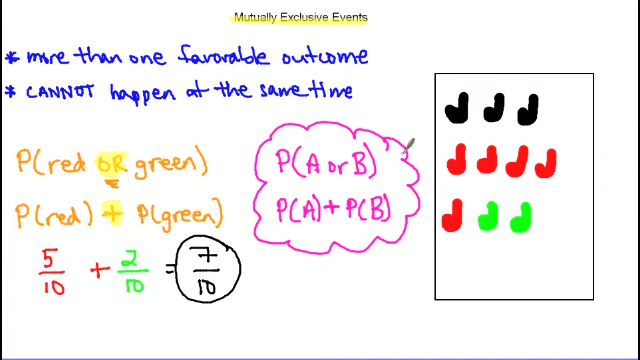 Mutually Exclusive Events
* more than one favorable outcome
* CANNOT happen at the same time
P(red OR green)
P(red) + P(green)
5/10 + 2/10 = 7/10
P(A or B)
P(A) + P(B)